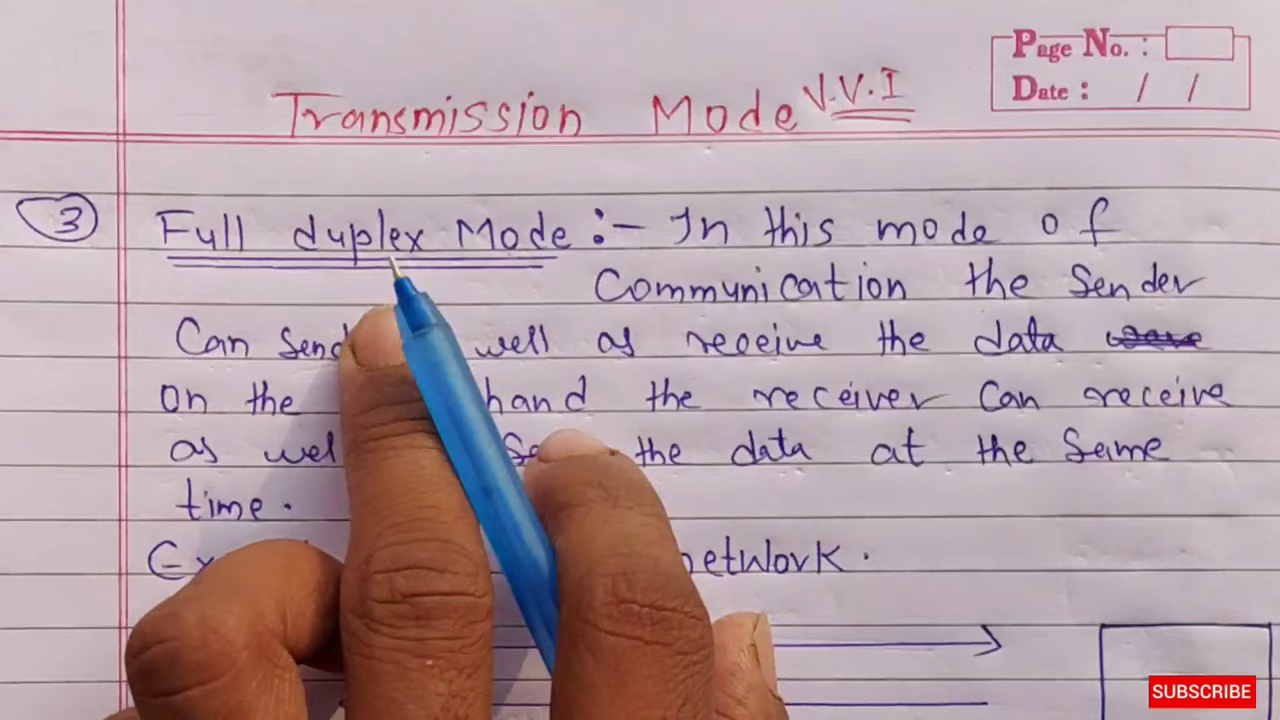 Page No. :
Date : / /
Transmission Mode V.V.I
3 Full duplex Mode :- In this mode of
Communication the Sender
Can Send well as receive the data
on the hand the receiver Can receive
as the data at the Same
time.
network.
SUBSCRIBE